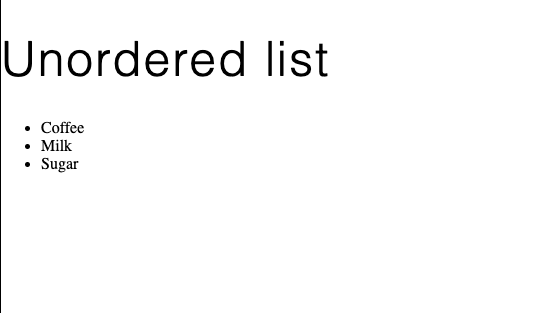 Unordered list
• Coffee
• Milk
• Sugar